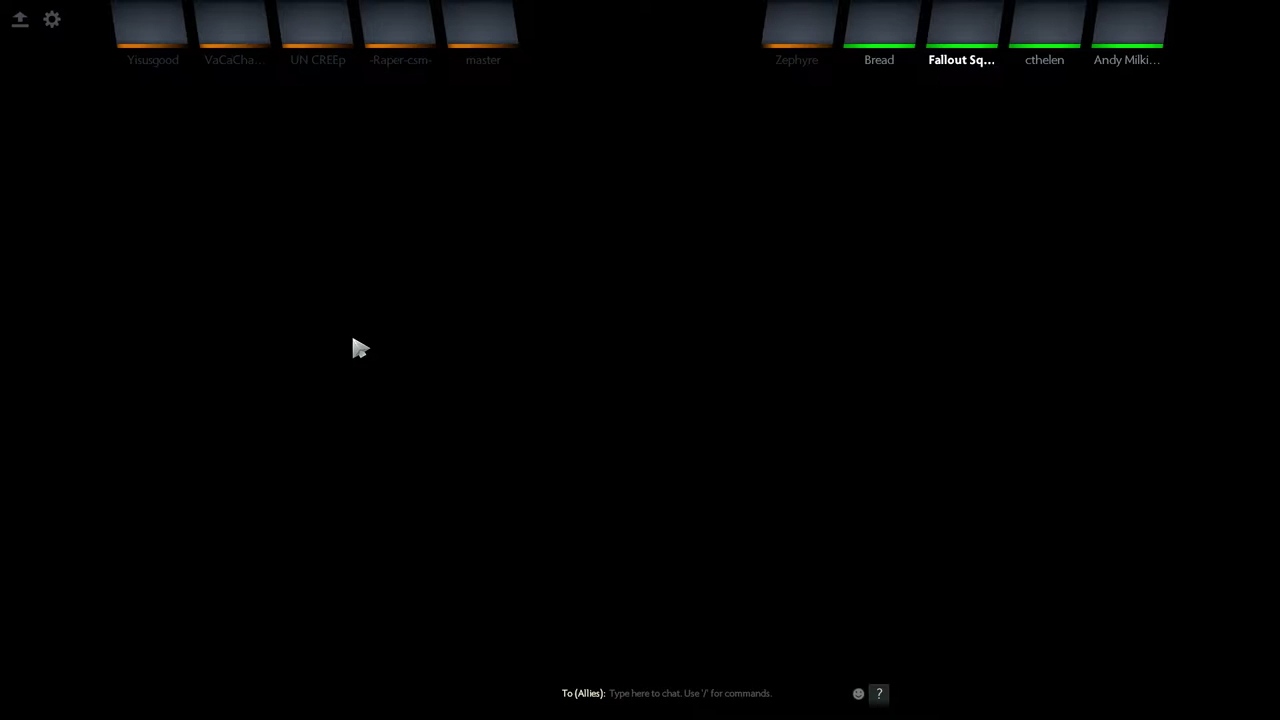 Yisusgood VaCaCha... UN CREEp -Raper-csm- master Zephyre Bread Fallout Sq... cthelen Andy Milki...
To (Allies): Type here to chat. Use '/' for commands. ?